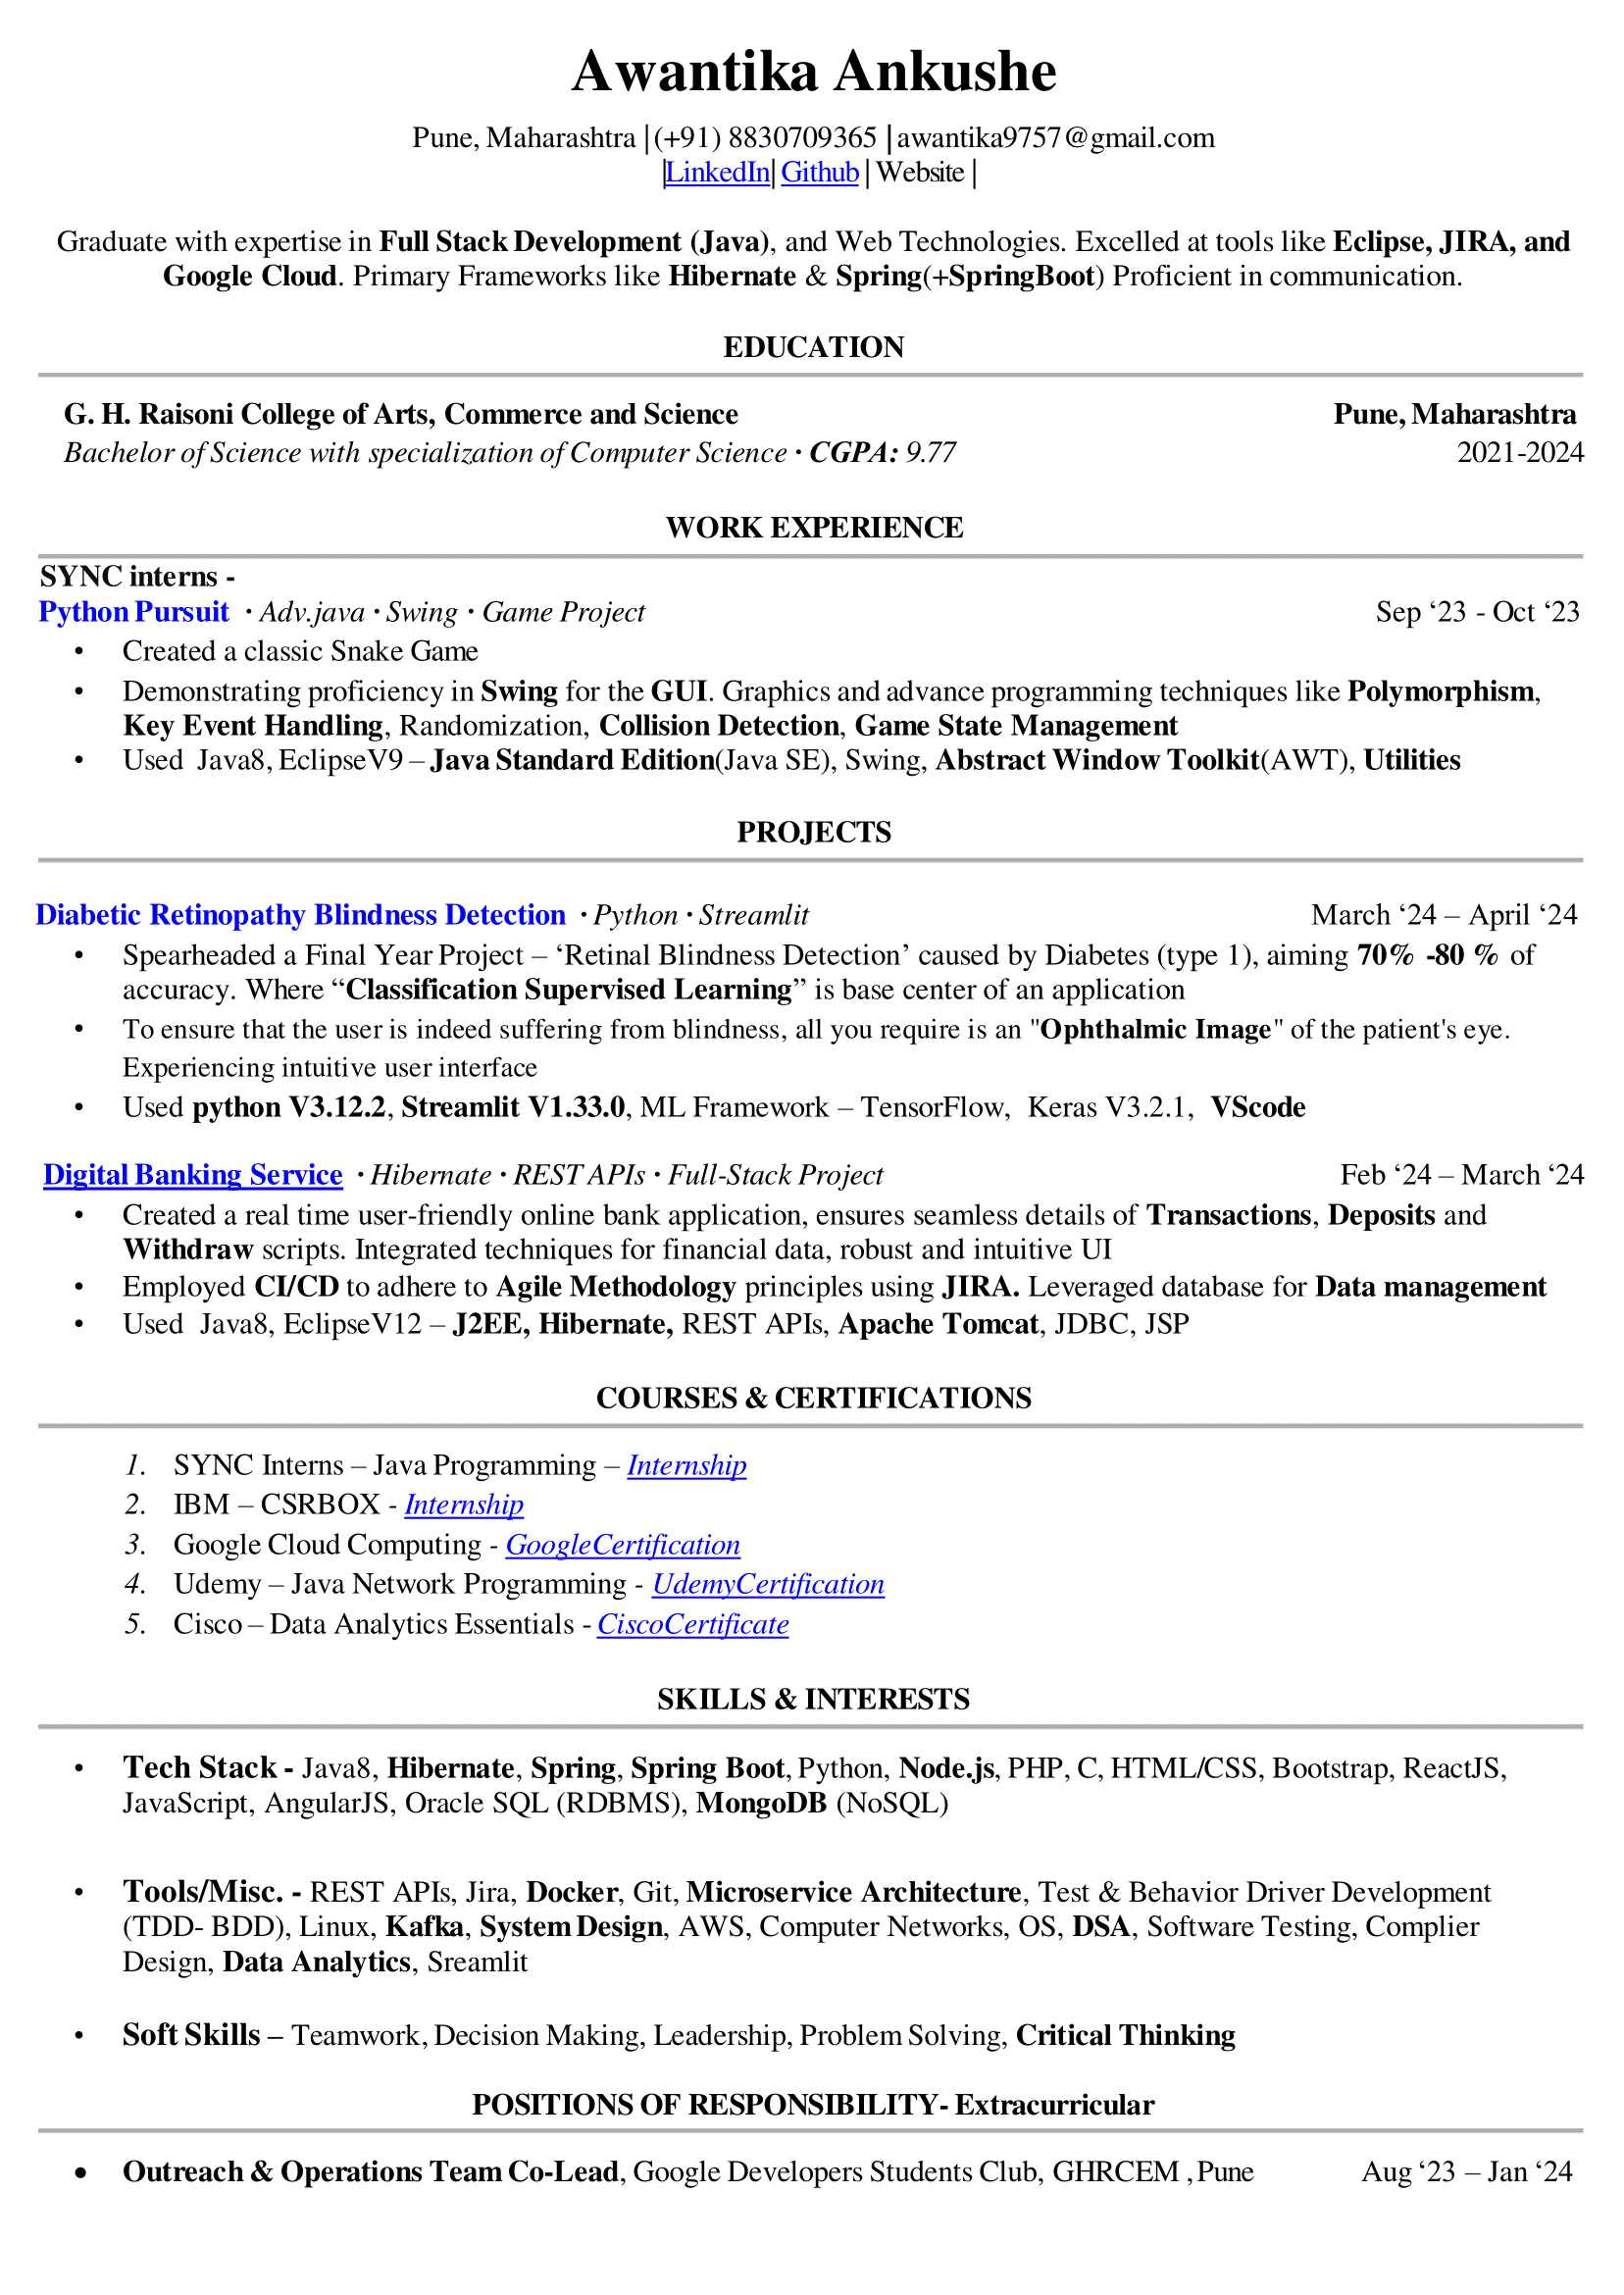 Awantika Ankushe
Pune, Maharashtra | (+91) 8830709365 | awantika9757@gmail.com
|LinkedIn| Github | Website |
Graduate with expertise in Full Stack Development (Java), and Web Technologies. Excelled at tools like Eclipse, JIRA, and
Google Cloud. Primary Frameworks like Hibernate & Spring(+SpringBoot) Proficient in communication.
EDUCATION
G. H. Raisoni College of Arts, Commerce and Science Pune, Maharashtra
Bachelor of Science with specialization of Computer Science · CGPA: 9.77 2021-2024
WORK EXPERIENCE
SYNC interns -
Python Pursuit · Adv.java · Swing · Game Project Sep ‘23 - Oct ‘23
• Created a classic Snake Game
• Demonstrating proficiency in Swing for the GUI. Graphics and advance programming techniques like Polymorphism,
Key Event Handling, Randomization, Collision Detection, Game State Management
• Used Java8, EclipseV9 – Java Standard Edition(Java SE), Swing, Abstract Window Toolkit(AWT), Utilities
PROJECTS
Diabetic Retinopathy Blindness Detection · Python · Streamlit March ‘24 – April ‘24
• Spearheaded a Final Year Project – ‘Retinal Blindness Detection’ caused by Diabetes (type 1), aiming 70% -80 % of
accuracy. Where “Classification Supervised Learning” is base center of an application
• To ensure that the user is indeed suffering from blindness, all you require is an "Ophthalmic Image" of the patient's eye.
Experiencing intuitive user interface
• Used python V3.12.2, Streamlit V1.33.0, ML Framework – TensorFlow, Keras V3.2.1, VScode
Digital Banking Service · Hibernate · REST APIs · Full-Stack Project Feb ‘24 – March ‘24
• Created a real time user-friendly online bank application, ensures seamless details of Transactions, Deposits and
Withdraw scripts. Integrated techniques for financial data, robust and intuitive UI
• Employed CI/CD to adhere to Agile Methodology principles using JIRA. Leveraged database for Data management
• Used Java8, EclipseV12 – J2EE, Hibernate, REST APIs, Apache Tomcat, JDBC, JSP
COURSES & CERTIFICATIONS
1. SYNC Interns – Java Programming – Internship
2. IBM – CSRBOX - Internship
3. Google Cloud Computing - GoogleCertification
4. Udemy – Java Network Programming - UdemyCertification
5. Cisco – Data Analytics Essentials - CiscoCertificate
SKILLS & INTERESTS
• Tech Stack - Java8, Hibernate, Spring, Spring Boot, Python, Node.js, PHP, C, HTML/CSS, Bootstrap, ReactJS,
JavaScript, AngularJS, Oracle SQL (RDBMS), MongoDB (NoSQL)
• Tools/Misc. - REST APIs, Jira, Docker, Git, Microservice Architecture, Test & Behavior Driver Development
(TDD- BDD), Linux, Kafka, System Design, AWS, Computer Networks, OS, DSA, Software Testing, Complier
Design, Data Analytics, Sreamlit
• Soft Skills – Teamwork, Decision Making, Leadership, Problem Solving, Critical Thinking
POSITIONS OF RESPONSIBILITY- Extracurricular
• Outreach & Operations Team Co-Lead, Google Developers Students Club, GHRCEM , Pune Aug ‘23 – Jan ‘24